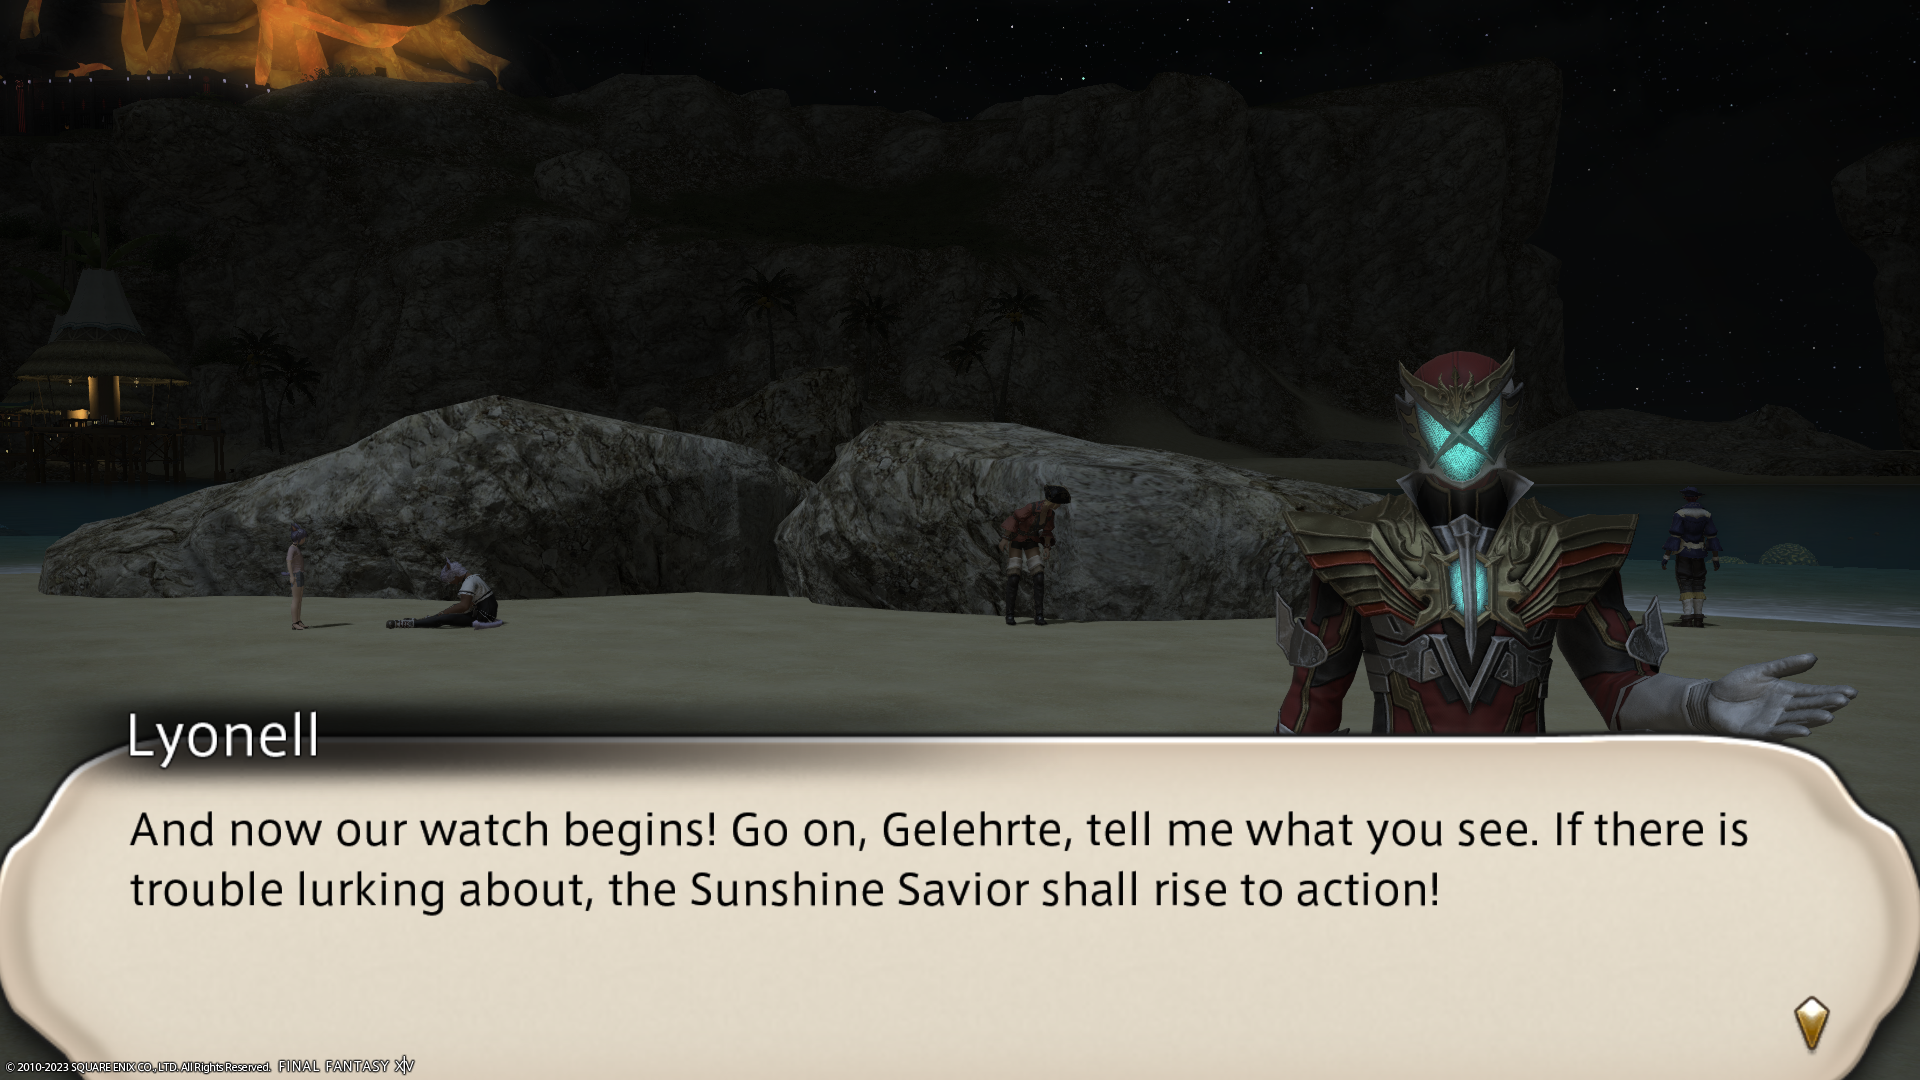 Lyonell
And now our watch begins! Go on, Gelehrte, tell me what you see. If there is
trouble lurking about, the Sunshine Savior shall rise to action!
© 2010-2023 SQUARE ENIX CO., LTD. All Rights Reserved. FINAL FANTASY XIV